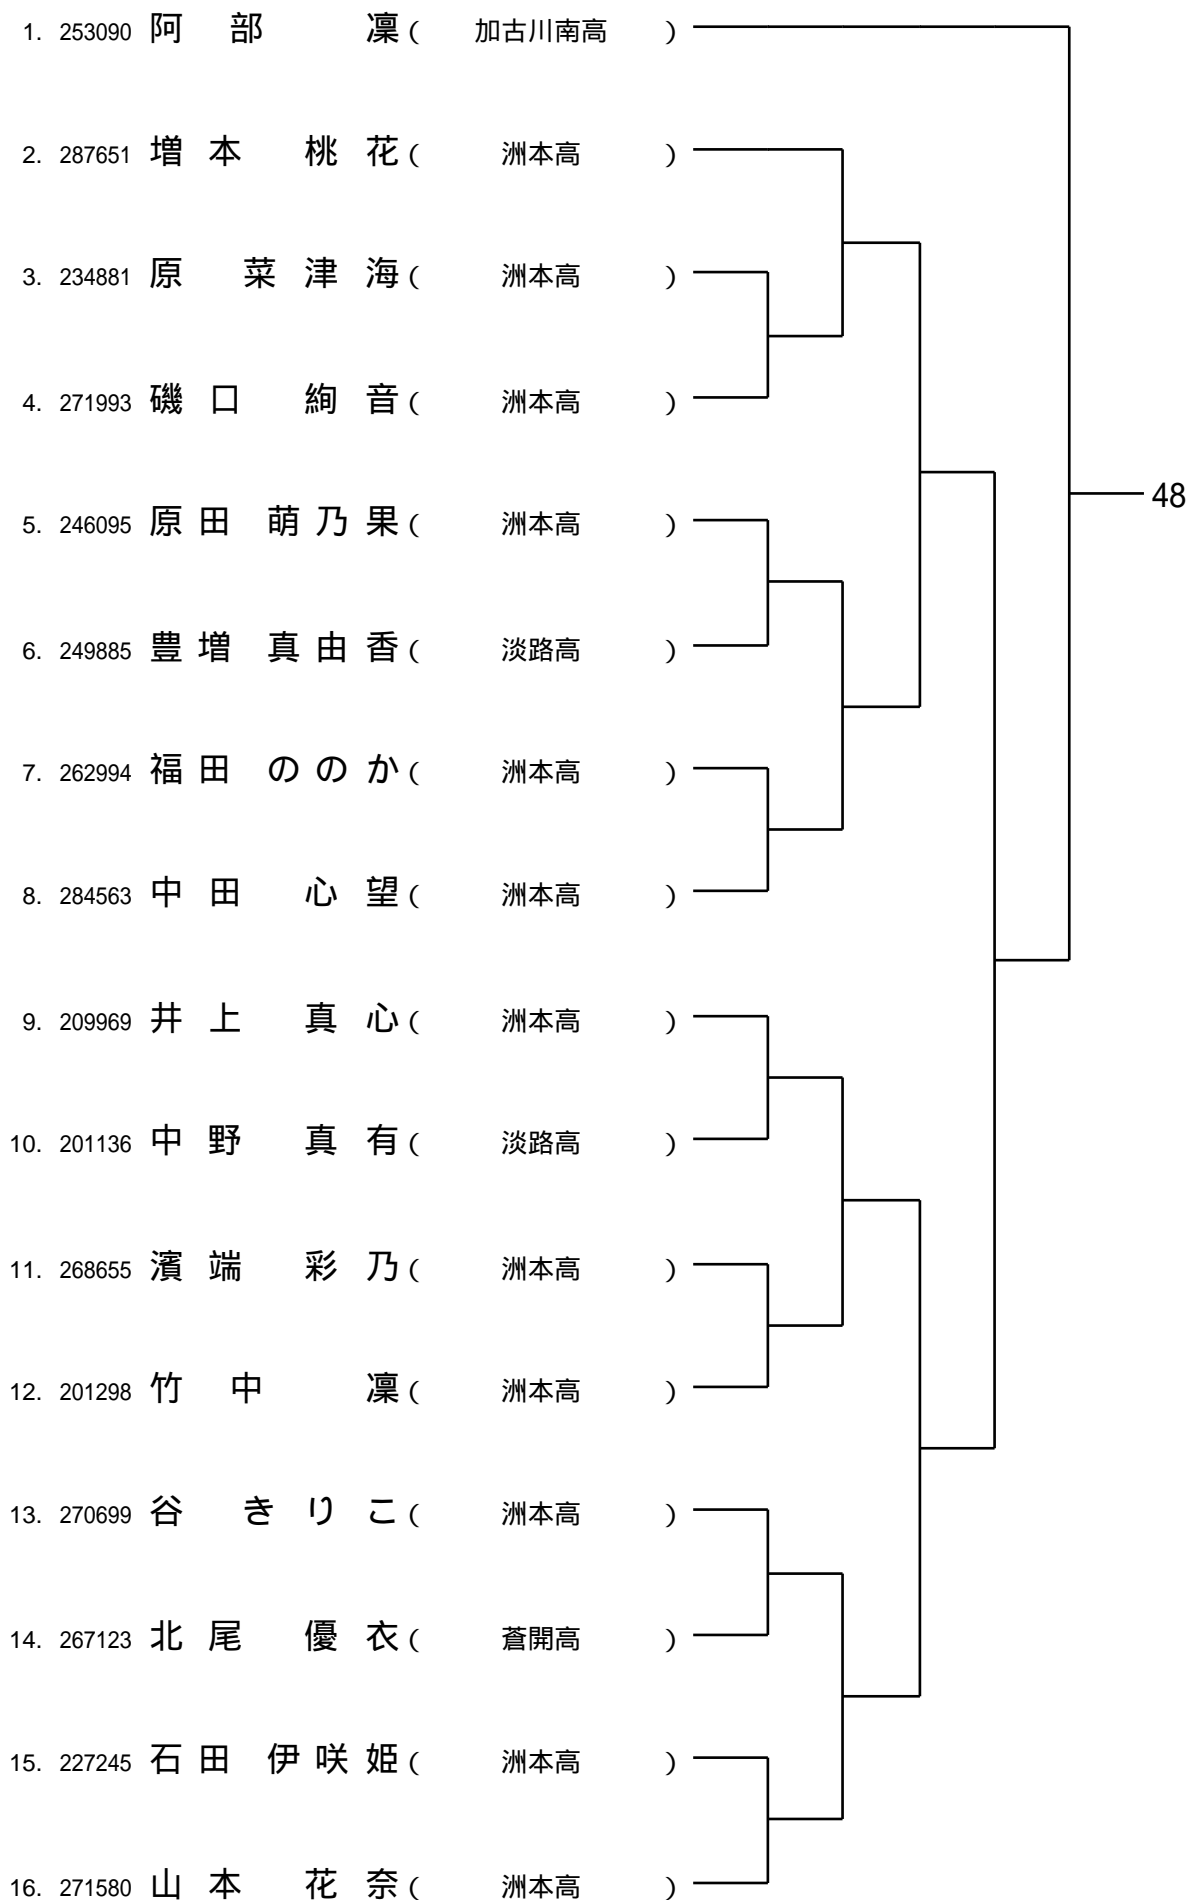 1. 253090 阿部 凜 ( 加古川南高 )
2. 287651 増本 桃花 ( 洲本高 )
3. 234881 原 菜津海 ( 洲本高 )
4. 271993 磯口 絢音 ( 洲本高 )
48
5. 246095 原田 萌乃果 ( 洲本高 )
6. 249885 豊増 真由香 ( 淡路高 )
7. 262994 福田 ののか ( 洲本高 )
8. 284563 中田 心望 ( 洲本高 )
9. 209969 井上 真心 ( 洲本高 )
10. 201136 中野 真有 ( 淡路高 )
11. 268655 濱端 彩乃 ( 洲本高 )
12. 201298 竹中 凜 ( 洲本高 )
13. 270699 谷 きりこ ( 洲本高 )
14. 267123 北尾 優衣 ( 蒼開高 )
15. 227245 石田 伊咲姫 ( 洲本高 )
16. 271580 山本 花奈 ( 洲本高 )